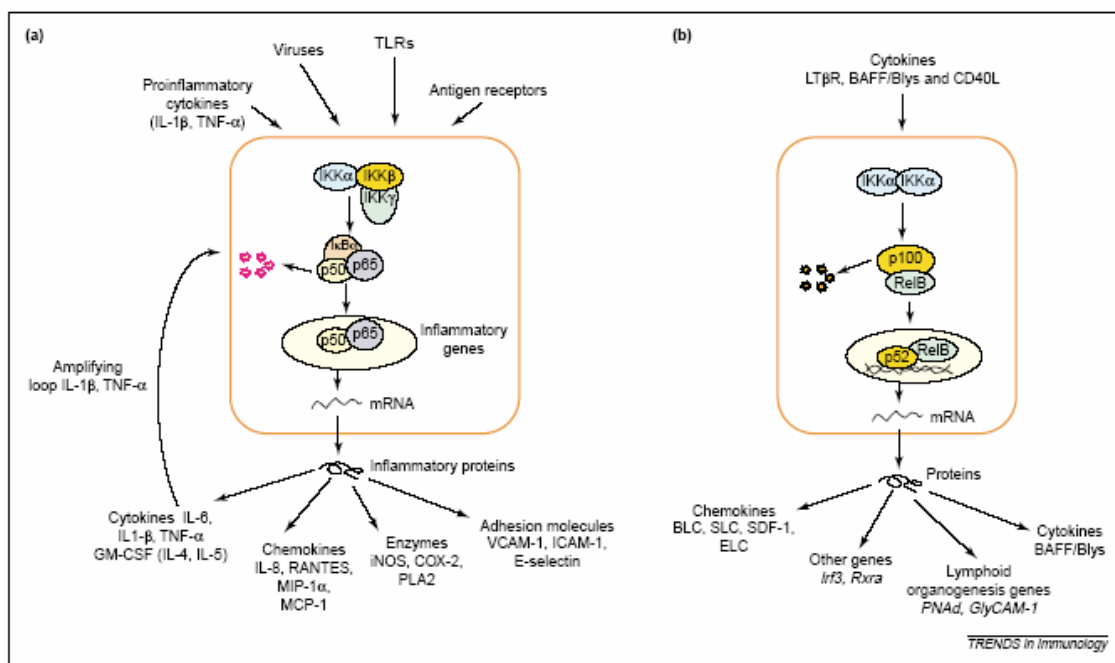 (a)
Viruses
TLRs
Proinflammatory
cytokines
(IL-1β, TNF-α)
Antigen receptors
IKKα
IKKβ
IKKγ
IκBα
p50
p65
p50
p65
Inflammatory
genes
Amplifying
loop IL-1β, TNF-α
mRNA
Inflammatory proteins
Cytokines IL-6,
IL1-β, TNF-α
GM-CSF (IL-4, IL-5)
Chemokines
IL-8, RANTES,
MIP-1α,
MCP-1
Enzymes
iNOS, COX-2,
PLA2
Adhesion molecules
VCAM-1, ICAM-1,
E-selectin
(b)
Cytokines
LTβR, BAFF/Blys and CD40L
IKKα
IKKα
p100
RelB
p52
RelB
mRNA
Proteins
Chemokines
BLC, SLC, SDF-1,
ELC
Other genes
Irf3, Rxra
Lymphoid
organogenesis genes
PNAd, GlyCAM-1
Cytokines
BAFF/Blys
TRENDS in Immunology